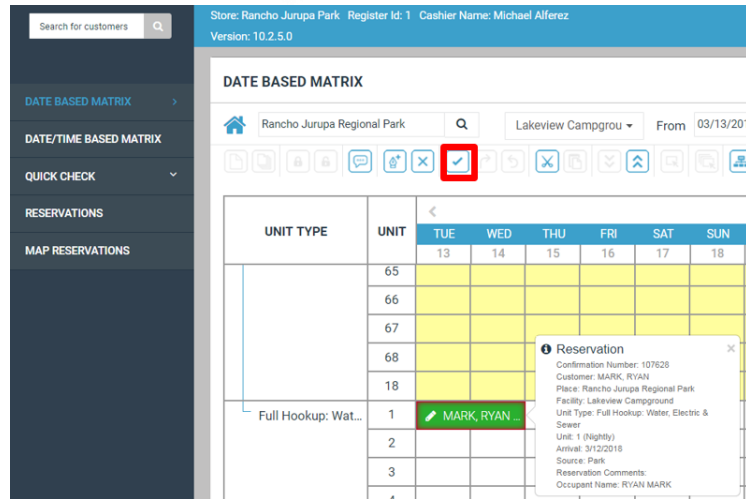 Search for customers
Store: Rancho Jurupa Park Register Id: 1 Cashier Name: Michael Alferez
Version: 10.2.5.0
DATE BASED MATRIX
DATE/TIME BASED MATRIX
QUICK CHECK
RESERVATIONS
MAP RESERVATIONS
DATE BASED MATRIX
Rancho Jurupa Regional Park
Lakeview Campgrou
From 03/13/201
UNIT TYPE UNIT
TUE WED THU FRI SAT SUN
13 14 15 16 17 18
65
66
67
68
18
Full Hookup: Wat... 1 MARK, RYAN ...
2
3
Reservation
Confirmation Number: 107628
Customer: MARK, RYAN
Place: Rancho Jurupa Regional Park
Facility: Lakeview Campground
Unit Type: Full Hookup: Water, Electric &
Sewer
Unit: 1 (Nightly)
Arrival: 3/12/2018
Source: Park
Reservation Comments:
Occupant Name: RYAN MARK